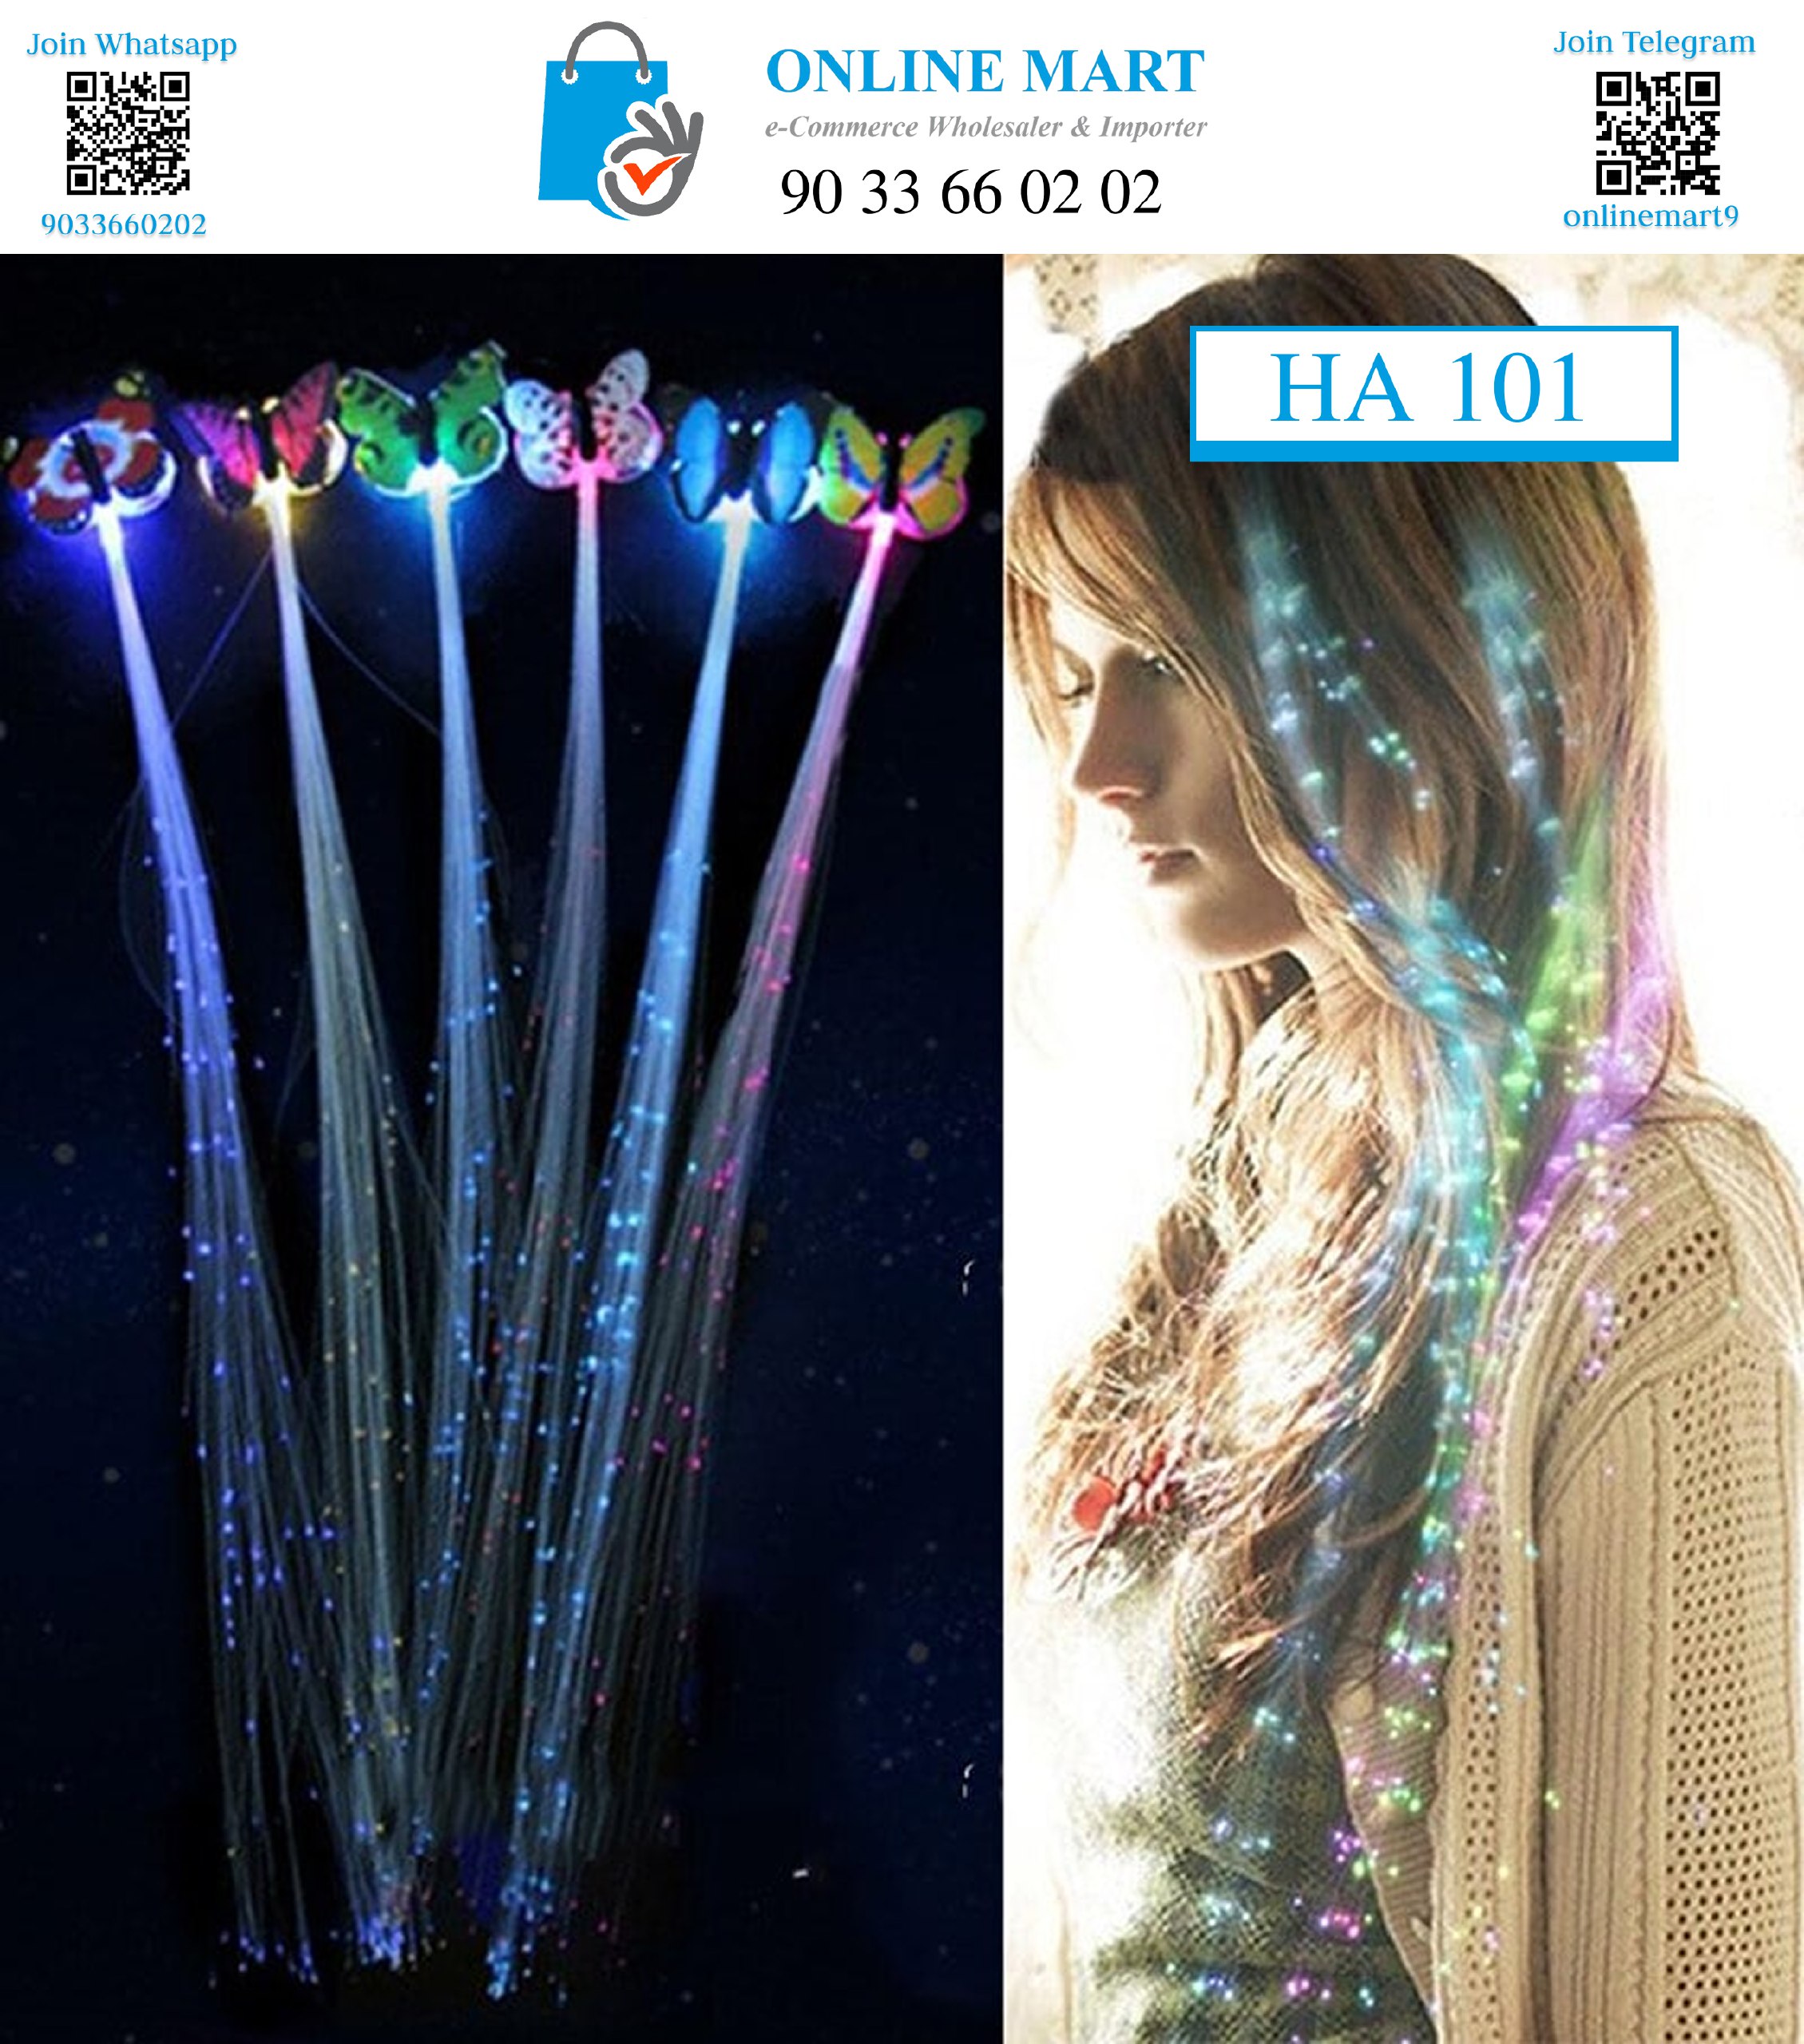 Join Whatsapp
9033660202
ONLINE MART
e-Commerce Wholesaler & Importer
90 33 66 02 02
Join Telegram
onlinemart9
HA 101